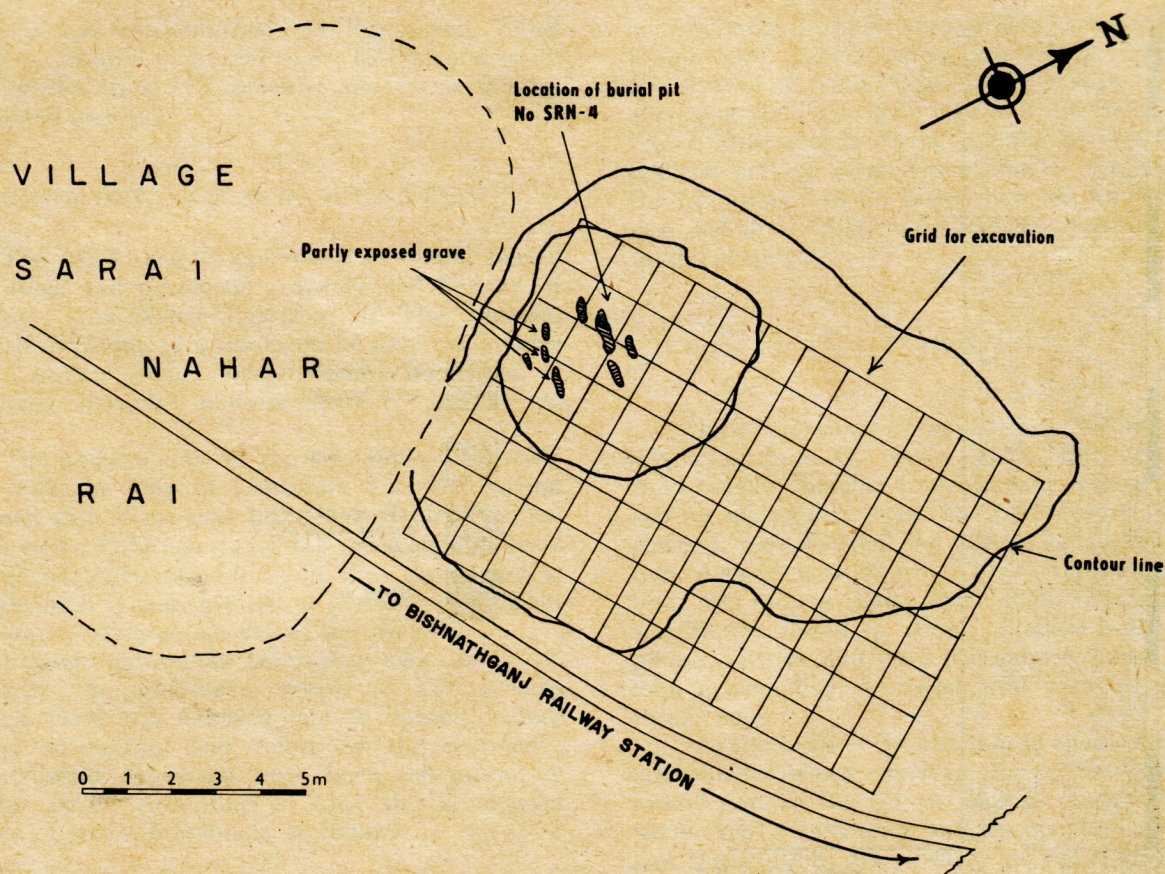 N
Location of burial pit
No SRN-4
VILLAGE
Grid for excavation
Partly exposed grave
SARAI
NAHAR
RAI
Contour line
TO BISHNATHGANJ RAILWAY STATION
0 1 2 3 4 5m